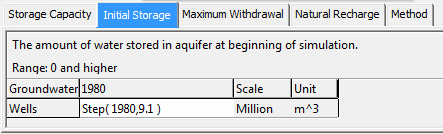 Storage Capacity Initial Storage Maximum Withdrawal Natural Recharge Method
The amount of water stored in aquifer at beginning of simulation.
Range: 0 and higher
Groundwater 1980 Scale Unit
Wells Step( 1980,9.1 ) Million m^3